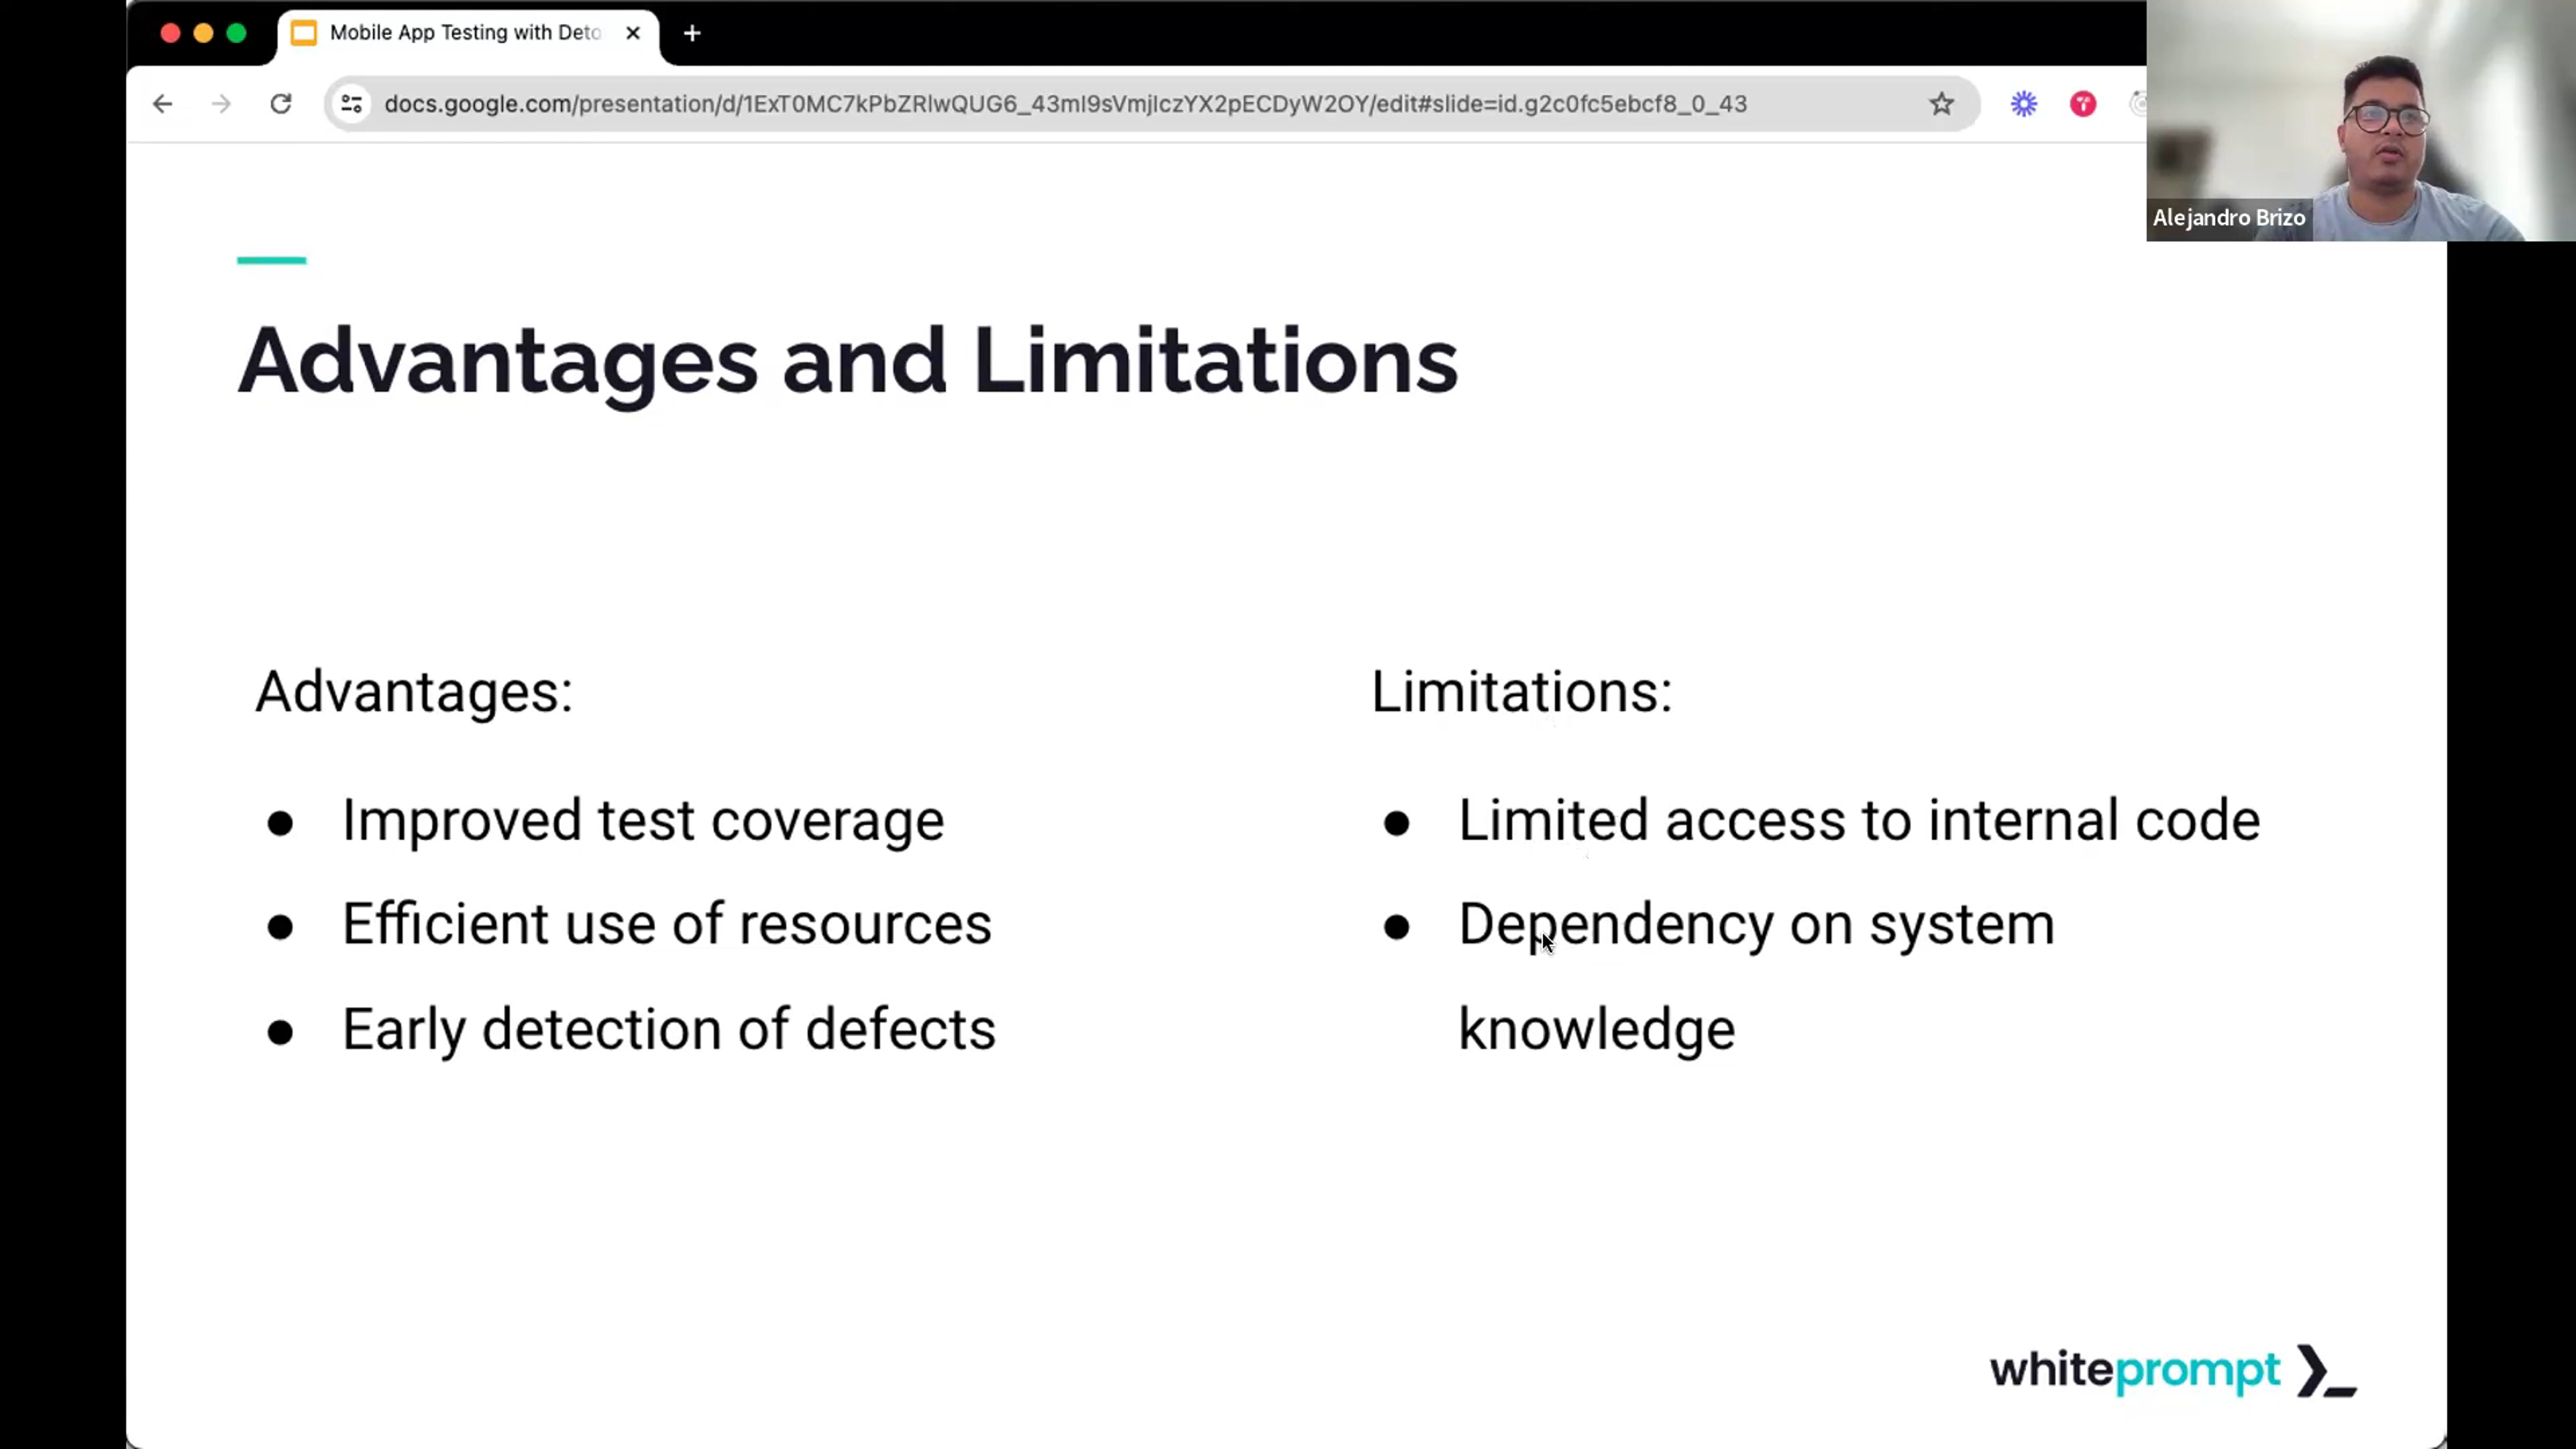 Mobile App Testing with Deto
docs.google.com/presentation/d/1ExT0MC7kPbZRlwQUG6_43ml9sVmjIczYX2pECDyW2OY/edit#slide=id.g2c0fc5ebcf8_0_43
Alejandro Brizo
Advantages and Limitations
Advantages:
● Improved test coverage
● Efficient use of resources
● Early detection of defects
Limitations:
● Limited access to internal code
● Dependency on system
knowledge
whiteprompt